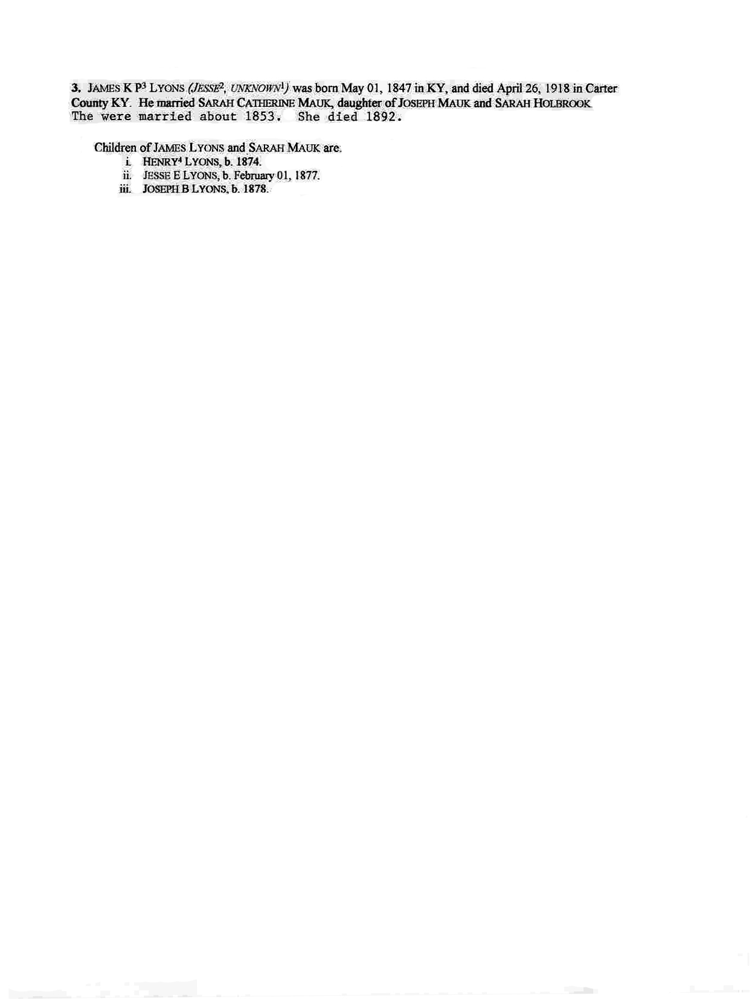 3. JAMES K P³ LYONS (JESSE², UNKNOWN¹) was born May 01, 1847 in KY, and died April 26, 1918 in Carter
County KY. He married SARAH CATHERINE MAUK, daughter of JOSEPH MAUK and SARAH HOLBROOK.
The were married about 1853. She died 1892.
Children of JAMES LYONS and SARAH MAUK are:
i. HENRY⁴ LYONS, b. 1874.
ii. JESSE E LYONS, b. February 01, 1877.
iii. JOSEPH B LYONS, b. 1878.